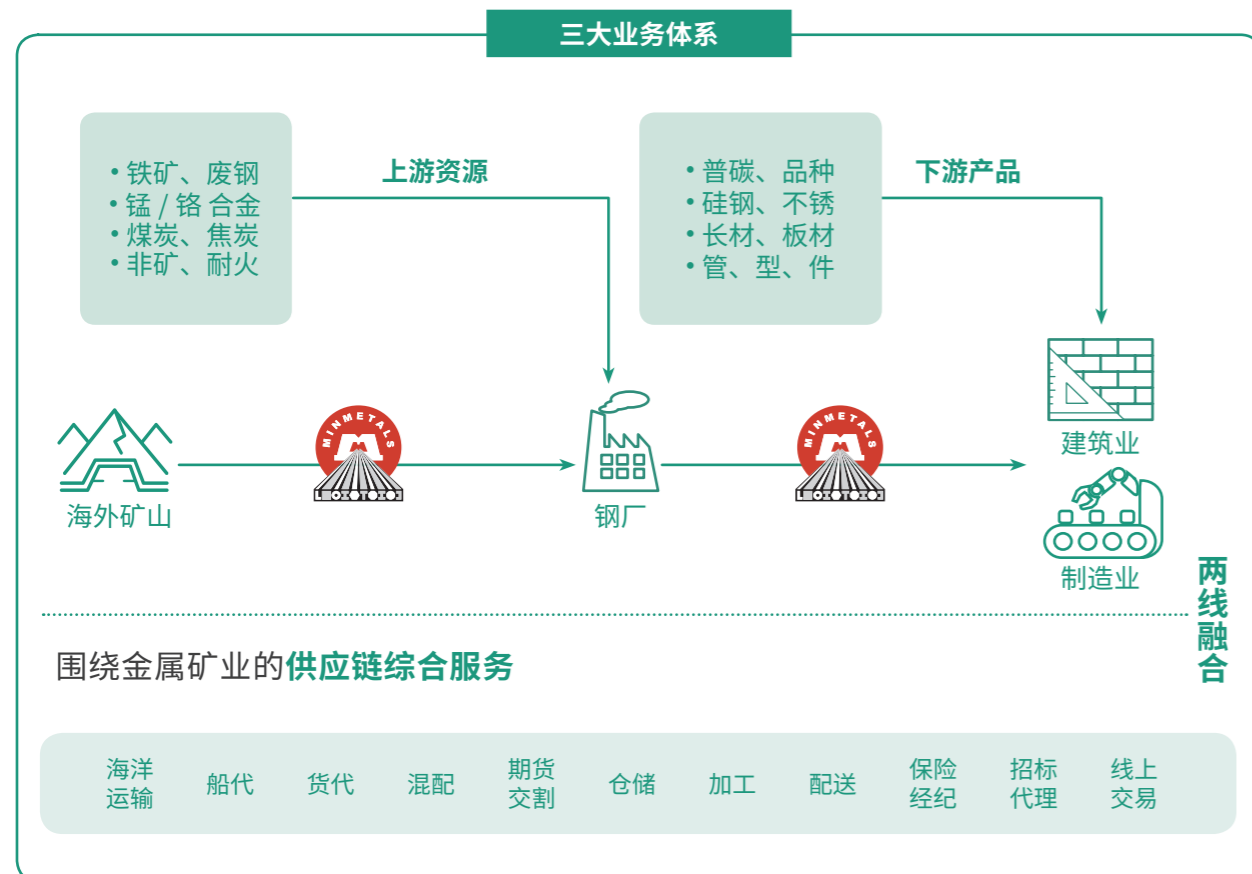 三大业务体系
• 铁矿、废钢
• 锰 / 铬 合金
• 煤炭、焦炭
• 非矿、耐火
上游资源
• 普碳、品种
• 硅钢、不锈
• 长材、板材
• 管、型、件
下游产品
MINMETALS
MINMETALS
海外矿山
钢厂
建筑业
制造业
两线融合
围绕金属矿业的供应链综合服务
海洋
运输
船代
货代
混配
期货
交割
仓储
加工
配送
保险
经纪
招标
代理
线上
交易